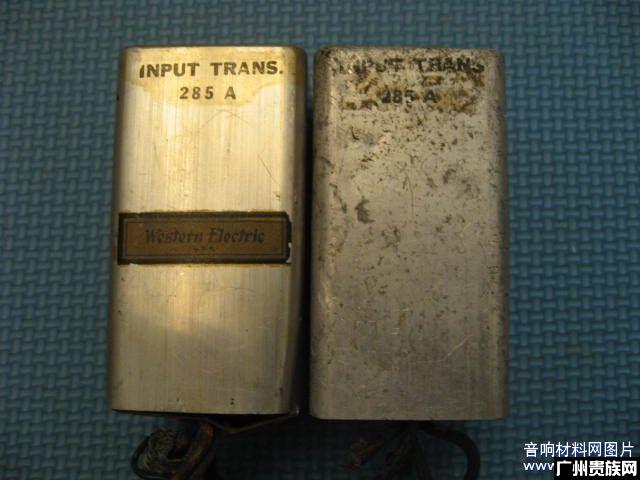 INPUT TRANS.
285 A
Western Electric
INPUT TRANS
285 A
音响材料网图片
www.
广州贵族网